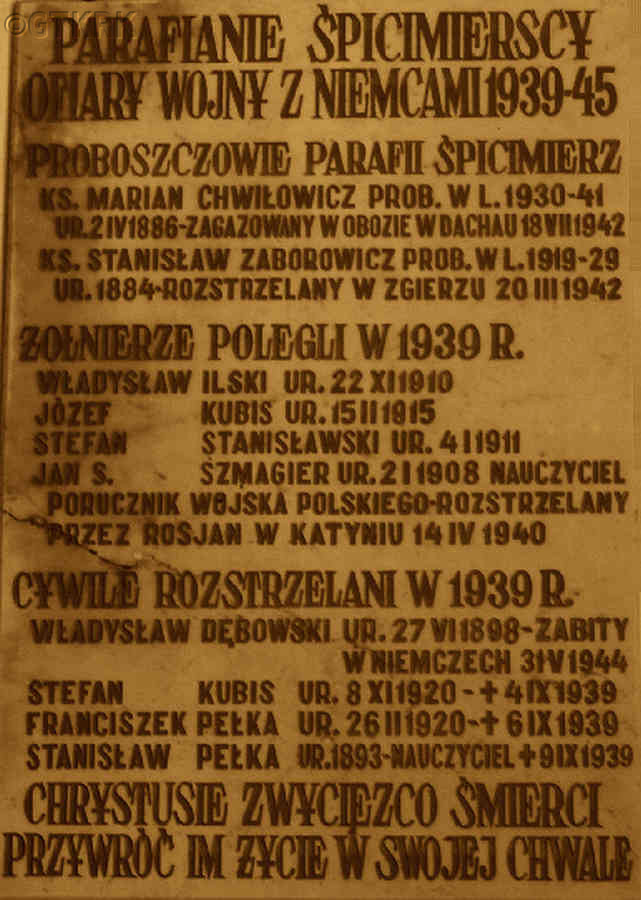 PARAFIANIE ŚPICIMIERSCY
OFIARY WOJNY Z NIEMCAMI 1939-45
PROBOSZCZOWIE PARAFII ŚPICIMIERZ
KS. MARIAN CHWIŁOWICZ PROB. W L. 1930-41
UR. 2 IV 1886-ZAGAZOWANY W OBOZIE W DACHAU 18 VII 1942
KS. STANISŁAW ZABOROWICZ PROB. W L. 1919-29
UR. 1884-ROZSTRZELANY W ZGIERZU 20 III 1942
ŻOŁNIERZE POLEGLI W 1939 R.
WŁADYSŁAW ILSKI UR. 22 XI 1910
JÓZEF KUBIS UR. 15 II 1915
STEFAN STANISŁAWSKI UR. 4 I 1911
JAN S. SZMAGIER UR. 2 I 1908 NAUCZYCIEL
PORUCZNIK WOJSKA POLSKIEGO-ROZSTRZELANY
PRZEZ ROSJAN W KATYNIU 14 IV 1940
CYWILE ROZSTRZELANI W 1939 R.
WŁADYSŁAW DĘBOWSKI UR. 27 VI 1898-ZABITY
W NIEMCZECH 31 V 1944
STEFAN KUBIS UR. 8 XI 1920 - + 4 IX 1939
FRANCISZEK PEŁKA UR. 26 II 1920 - + 6 IX 1939
STANISŁAW PEŁKA UR. 1893-NAUCZYCIEL + 9 IX 1939
CHRYSTUSIE ZWYCIĘZCO ŚMIERCI
PRZYWRÓĆ IM ŻYCIE W SWOJEJ CHWALE